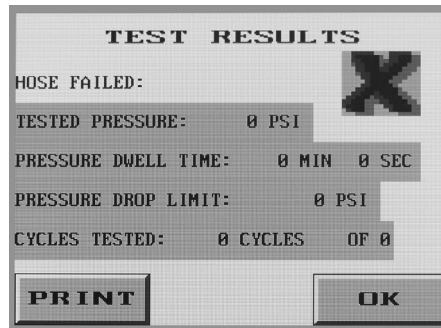 TEST RESULTS
HOSE FAILED:
TESTED PRESSURE: 0 PSI
PRESSURE DWELL TIME: 0 MIN 0 SEC
PRESSURE DROP LIMIT: 0 PSI
CYCLES TESTED: 0 CYCLES OF 0
PRINT OK